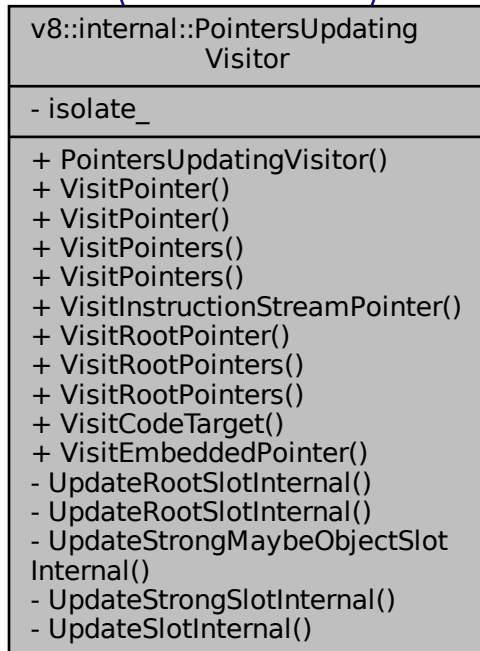 v8::internal::PointersUpdating
Visitor
- isolate_
+ PointersUpdatingVisitor()
+ VisitPointer()
+ VisitPointer()
+ VisitPointers()
+ VisitPointers()
+ VisitInstructionStreamPointer()
+ VisitRootPointer()
+ VisitRootPointers()
+ VisitRootPointers()
+ VisitCodeTarget()
+ VisitEmbeddedPointer()
- UpdateRootSlotInternal()
- UpdateRootSlotInternal()
- UpdateStrongMaybeObjectSlot
Internal()
- UpdateStrongSlotInternal()
- UpdateSlotInternal()